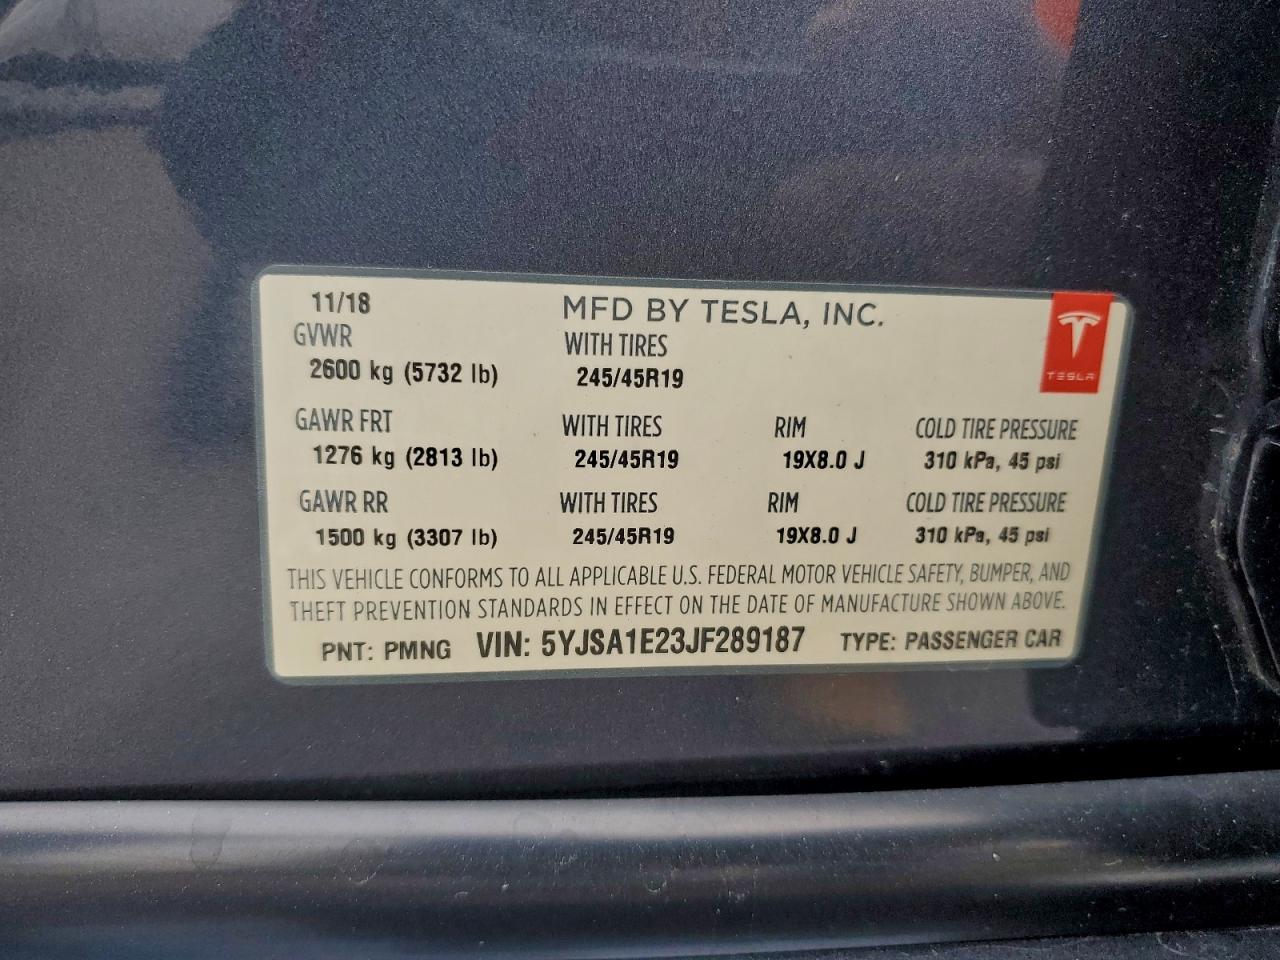 11/18 MFD BY TESLA, INC.
GVWR WITH TIRES
2600 kg (5732 lb) 245/45R19
TESLA
GAWR FRT WITH TIRES RIM COLD TIRE PRESSURE
1276 kg (2813 lb) 245/45R19 19X8.0 J 310 kPa, 45 psi
GAWR RR WITH TIRES RIM COLD TIRE PRESSURE
1500 kg (3307 lb) 245/45R19 19X8.0 J 310 kPa, 45 psi
THIS VEHICLE CONFORMS TO ALL APPLICABLE U.S. FEDERAL MOTOR VEHICLE SAFETY, BUMPER, AND
THEFT PREVENTION STANDARDS IN EFFECT ON THE DATE OF MANUFACTURE SHOWN ABOVE.
PNT: PMNG VIN: 5YJSA1E23JF289187 TYPE: PASSENGER CAR